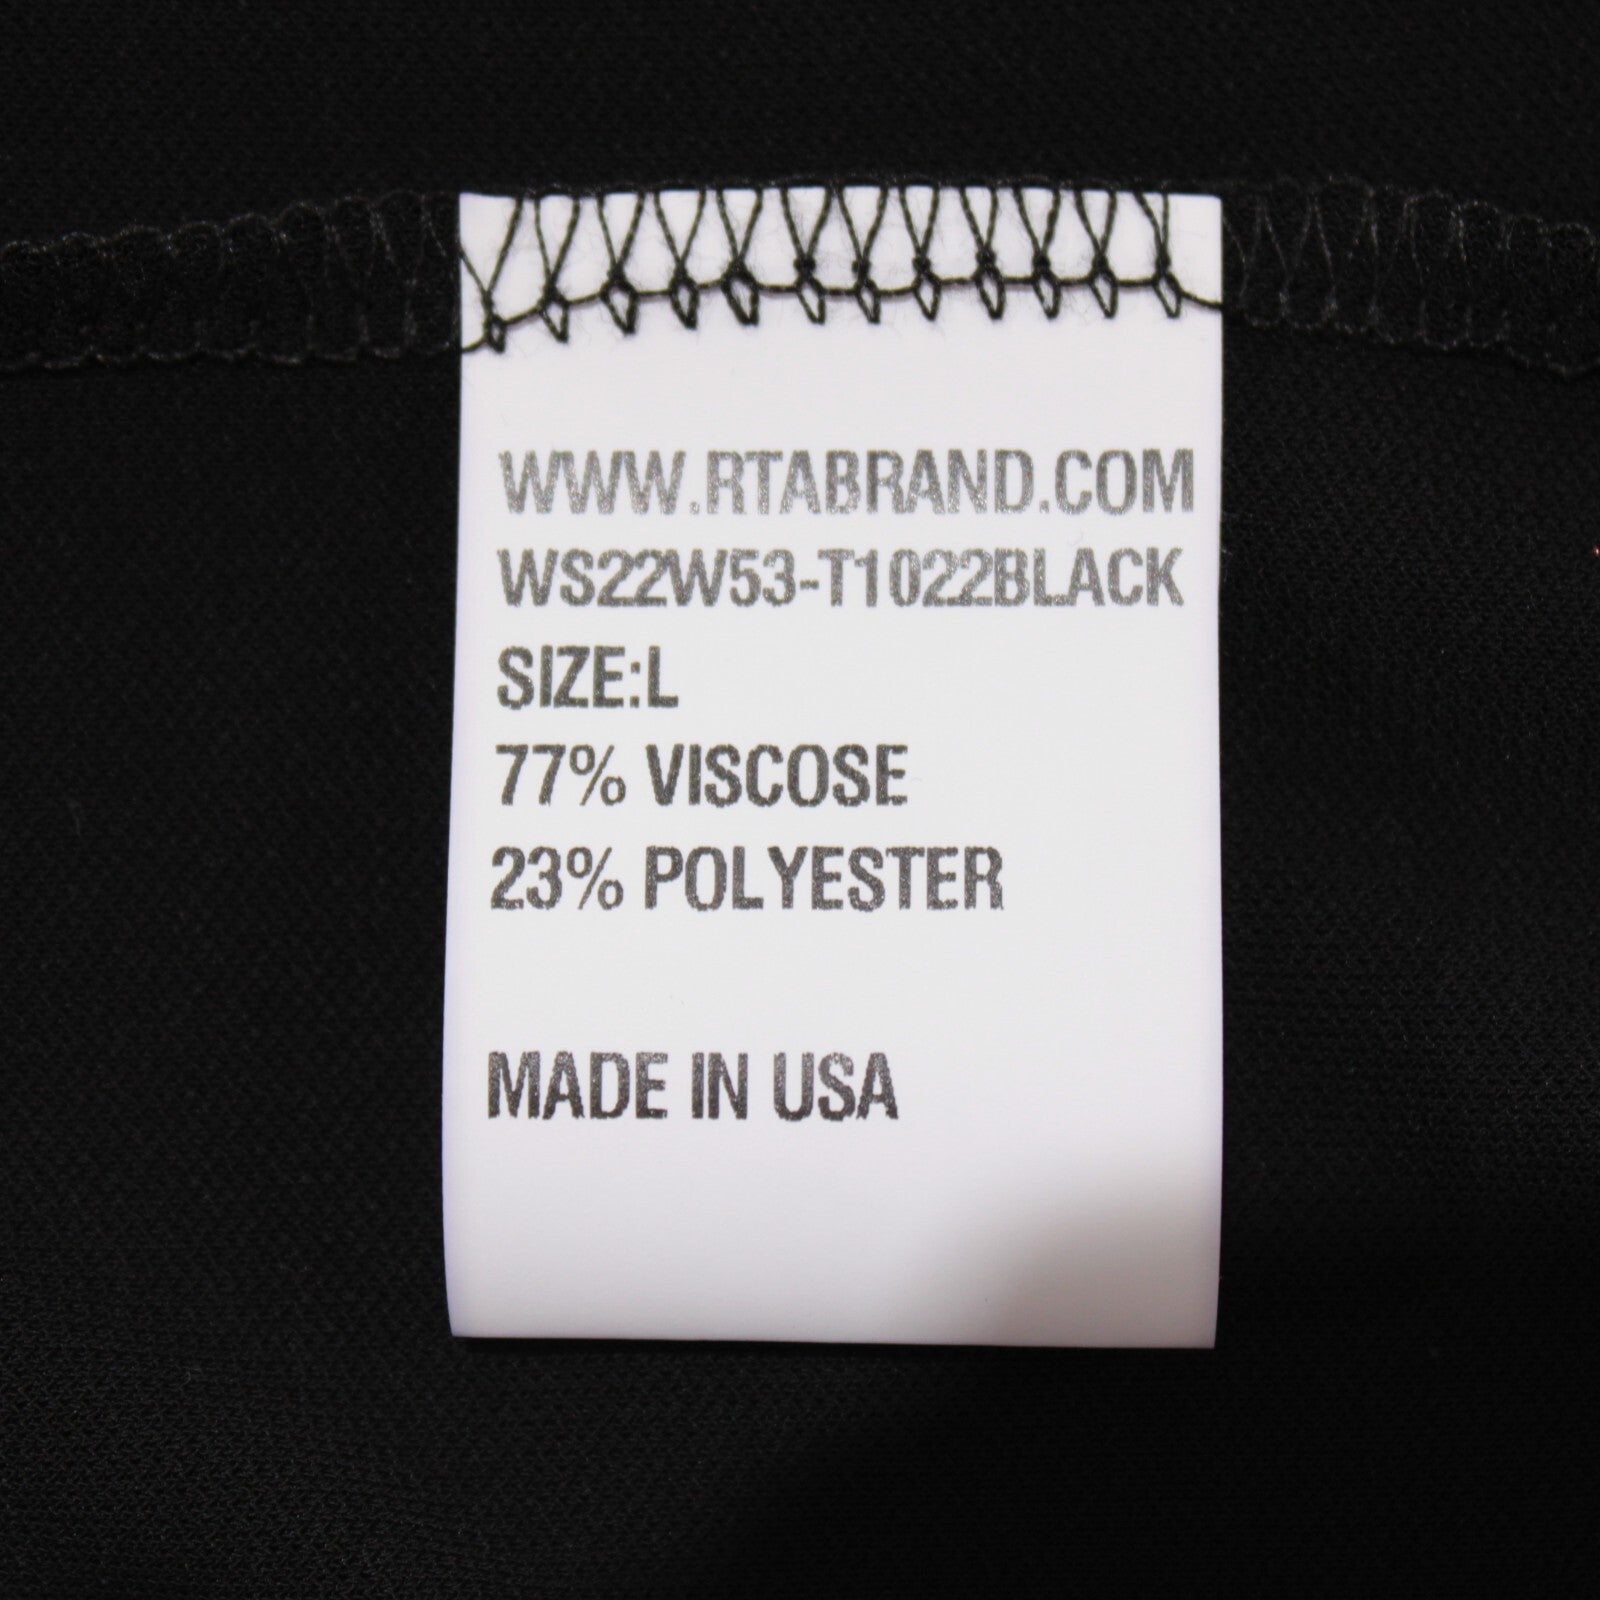 WWW.RTABRAND.COM
WS22W53-T1022BLACK
SIZE:L
77% VISCOSE
23% POLYESTER
MADE IN USA